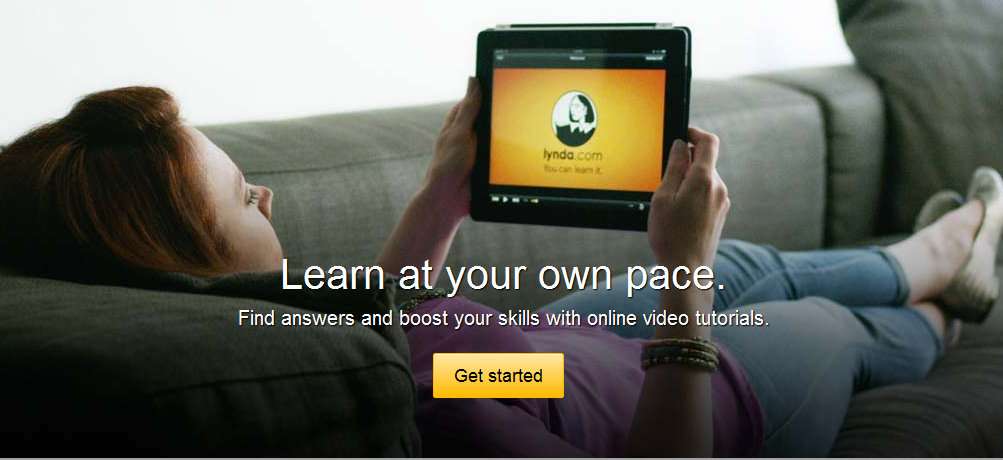 lynda.com
You can learn it.
Learn at your own pace.
Find answers and boost your skills with online video tutorials.
Get started